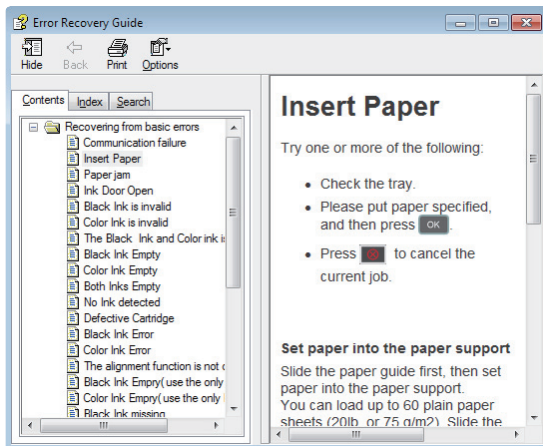 Error Recovery Guide
Hide Back Print Options
Contents Index Search
Recovering from basic errors
Communication failure
Insert Paper
Paper jam
Ink Door Open
Black Ink is invalid
Color Ink is invalid
The Black Ink and Color ink is
Black Ink Empty
Color Ink Empty
Both Inks Empty
No Ink detected
Defective Cartridge
Black Ink Error
Color Ink Error
The alignment function is not
Black Ink Empry( use the only
Color Ink Empry( use the only
Black Ink missing
Insert Paper
Try one or more of the following:
• Check the tray.
• Please put paper specified,
and then press OK.
• Press to cancel the
current job.
Set paper into the paper support
Slide the paper guide first, then set
paper into the paper support.
You can load up to 60 plain paper
sheets (20lb or 75 g/m2) Slide the